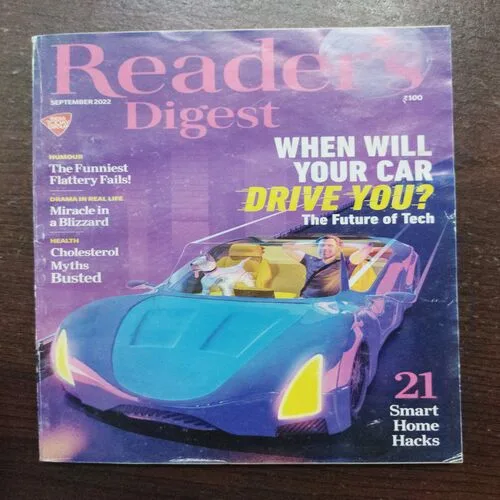 Reader's
Digest
SEPTEMBER 2022
₹100
HUMOUR
The Funniest
Flattery Fails!
DRAMA IN REAL LIFE
Miracle in
a Blizzard
HEALTH
Cholesterol
Myths
Busted
WHEN WILL
YOUR CAR
DRIVE YOU?
The Future of Tech
21
Smart
Home
Hacks